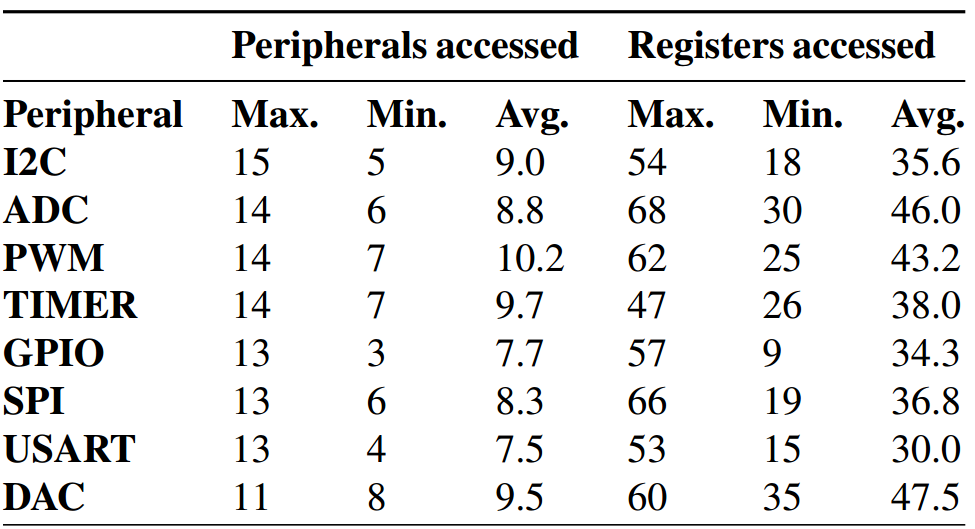 Peripherals accessed Registers accessed
Peripheral Max. Min. Avg. Max. Min. Avg.
I2C 15 5 9.0 54 18 35.6
ADC 14 6 8.8 68 30 46.0
PWM 14 7 10.2 62 25 43.2
TIMER 14 7 9.7 47 26 38.0
GPIO 13 3 7.7 57 9 34.3
SPI 13 6 8.3 66 19 36.8
USART 13 4 7.5 53 15 30.0
DAC 11 8 9.5 60 35 47.5